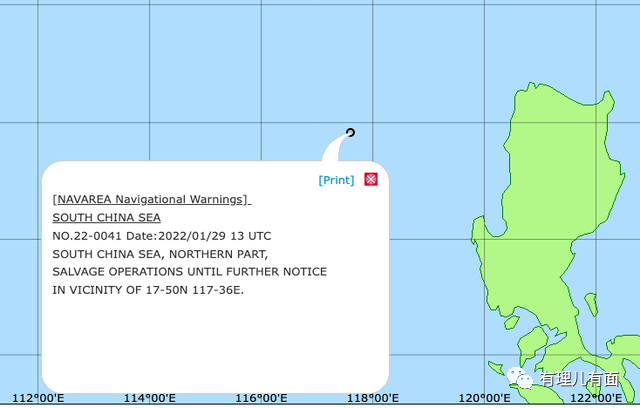 [Print]
[NAVAREA Navigational Warnings]
SOUTH CHINA SEA
NO.22-0041 Date:2022/01/29 13 UTC
SOUTH CHINA SEA, NORTHERN PART,
SALVAGE OPERATIONS UNTIL FURTHER NOTICE
IN VICINITY OF 17-50N 117-36E.
有理儿有面
112°00'E 114°00'E 116°00'E 118°00'E 120°00'E 122°00'E